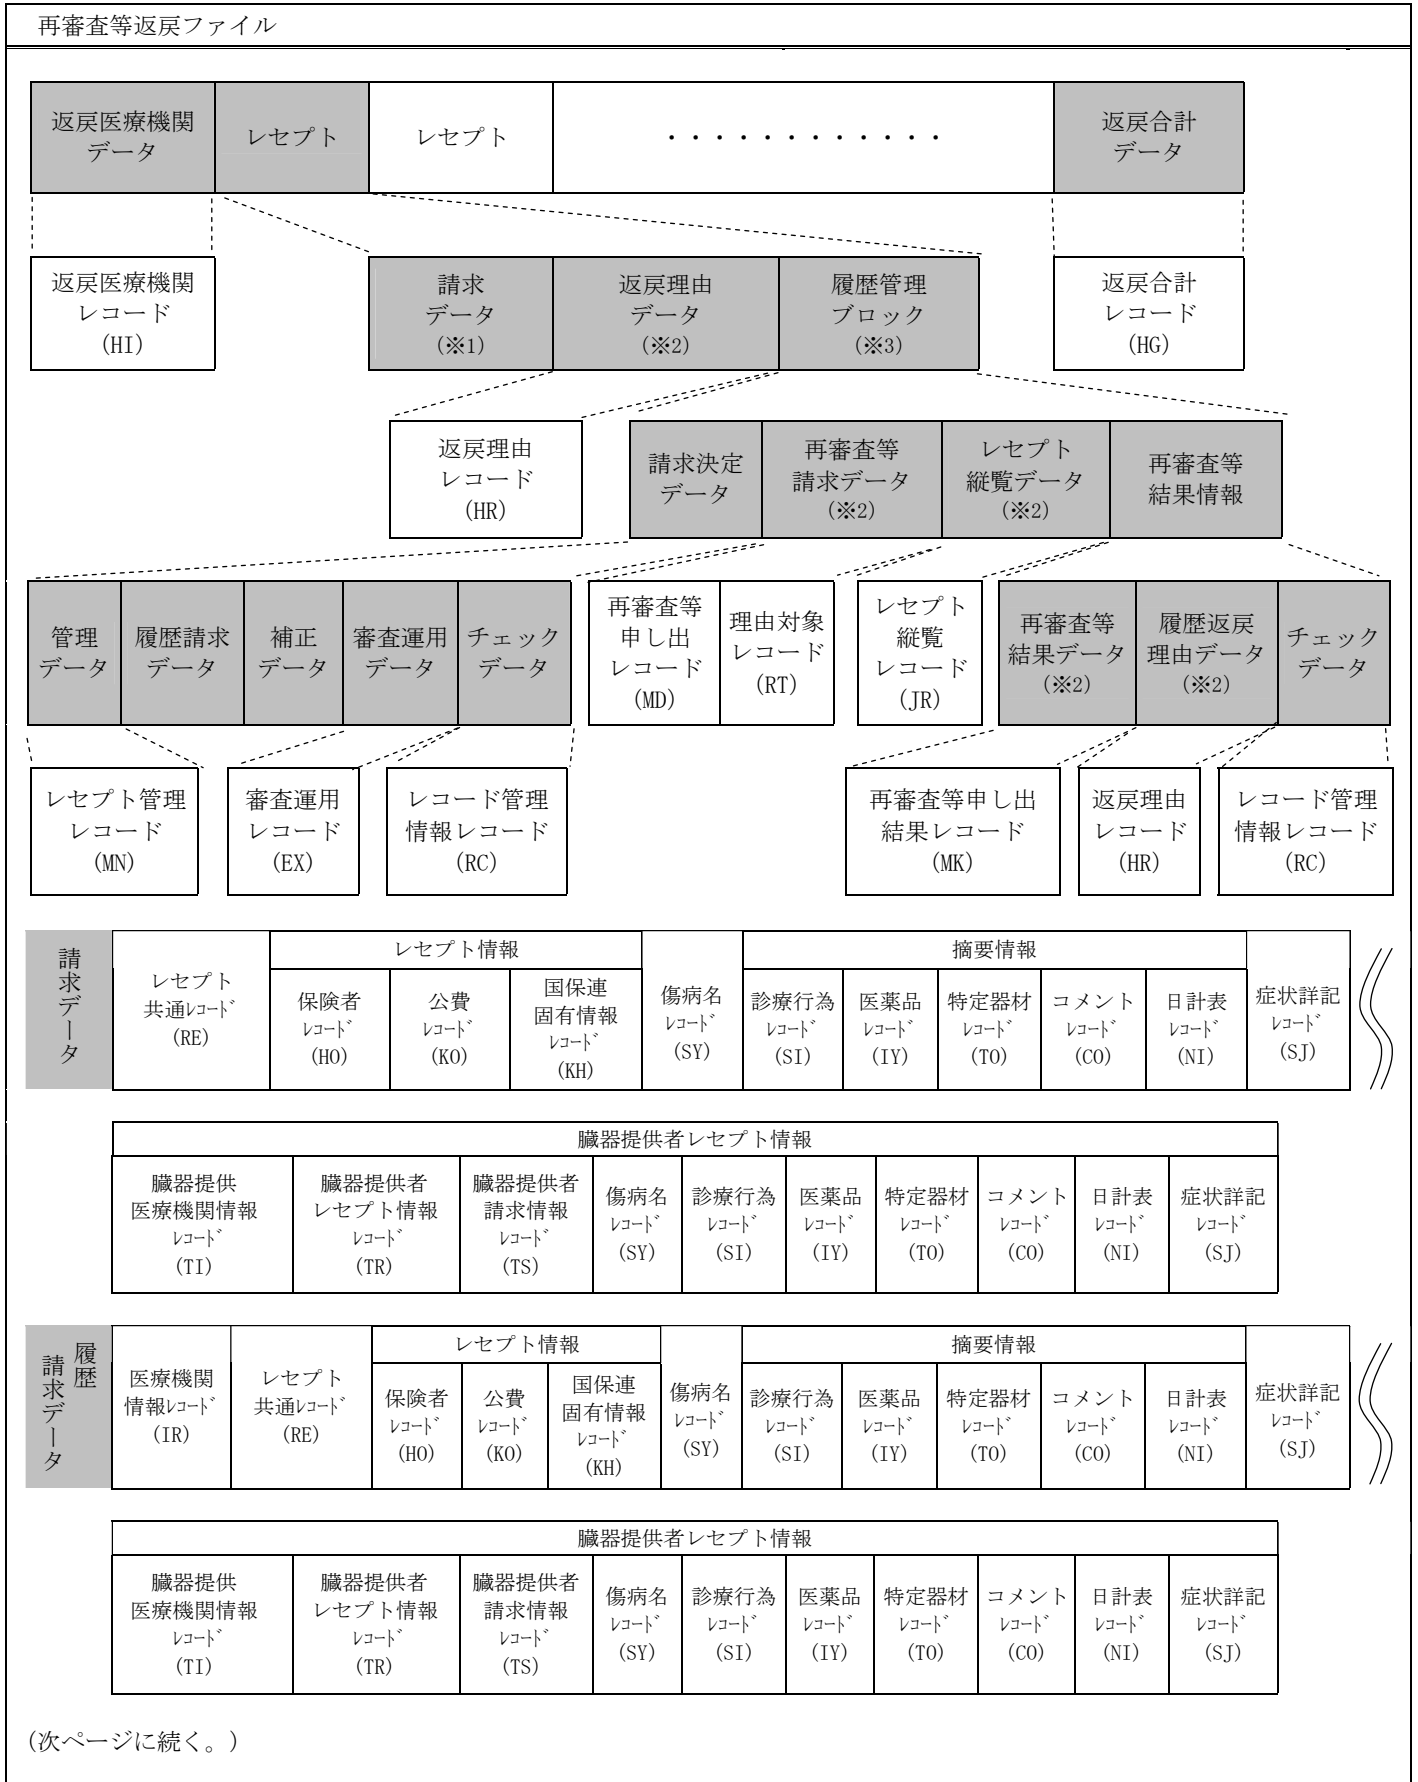 再審査等返戻ファイル
返戻医療機関
データ
レセプト
レセプト
・・・・・・・・・・・・
返戻合計
データ
返戻医療機関
レコード
(HI)
請求
データ
(※1)
返戻理由
データ
(※2)
履歴管理
ブロック
(※3)
返戻合計
レコード
(HG)
返戻理由
レコード
(HR)
請求決定
データ
再審査等
請求データ
(※2)
レセプト
縦覧データ
(※2)
再審査等
結果情報
管理
データ
履歴請求
データ
補正
データ
審査運用
データ
チェック
データ
再審査等
申し出
レコード
(MD)
理由対象
レコード
(RT)
レセプト
縦覧
レコード
(JR)
再審査等
結果データ
(※2)
履歴返戻
理由データ
(※2)
チェック
データ
レセプト管理
レコード
(MN)
審査運用
レコード
(EX)
レコード管理
情報レコード
(RC)
再審査等申し出
結果レコード
(MK)
返戻理由
レコード
(HR)
レコード管理
情報レコード
(RC)
請求データ
レセプト
共通ﾚｺｰﾄﾞ
(RE)
レセプト情報
保険者
ﾚｺｰﾄﾞ
(HO)
公費
ﾚｺｰﾄﾞ
(KO)
国保連
固有情報
ﾚｺｰﾄﾞ
(KH)
傷病名
ﾚｺｰﾄﾞ
(SY)
摘要情報
診療行為
ﾚｺｰﾄﾞ
(SI)
医薬品
ﾚｺｰﾄﾞ
(IY)
特定器材
ﾚｺｰﾄﾞ
(TO)
コメント
ﾚｺｰﾄﾞ
(CO)
日計表
ﾚｺｰﾄﾞ
(NI)
症状詳記
ﾚｺｰﾄﾞ
(SJ)
臓器提供者レセプト情報
臓器提供
医療機関情報
ﾚｺｰﾄﾞ
(TI)
臓器提供者
レセプト情報
ﾚｺｰﾄﾞ
(TR)
臓器提供者
請求情報
ﾚｺｰﾄﾞ
(TS)
傷病名
ﾚｺｰﾄﾞ
(SY)
診療行為
ﾚｺｰﾄﾞ
(SI)
医薬品
ﾚｺｰﾄﾞ
(IY)
特定器材
ﾚｺｰﾄﾞ
(TO)
コメント
ﾚｺｰﾄﾞ
(CO)
日計表
ﾚｺｰﾄﾞ
(NI)
症状詳記
ﾚｺｰﾄﾞ
(SJ)
履歴
請求データ
医療機関
情報ﾚｺｰﾄﾞ
(IR)
レセプト
共通ﾚｺｰﾄﾞ
(RE)
レセプト情報
保険者
ﾚｺｰﾄﾞ
(HO)
公費
ﾚｺｰﾄﾞ
(KO)
国保連
固有情報
ﾚｺｰﾄﾞ
(KH)
傷病名
ﾚｺｰﾄﾞ
(SY)
摘要情報
診療行為
ﾚｺｰﾄﾞ
(SI)
医薬品
ﾚｺｰﾄﾞ
(IY)
特定器材
ﾚｺｰﾄﾞ
(TO)
コメント
ﾚｺｰﾄﾞ
(CO)
日計表
ﾚｺｰﾄﾞ
(NI)
症状詳記
ﾚｺｰﾄﾞ
(SJ)
臓器提供者レセプト情報
臓器提供
医療機関情報
ﾚｺｰﾄﾞ
(TI)
臓器提供者
レセプト情報
ﾚｺｰﾄﾞ
(TR)
臓器提供者
請求情報
ﾚｺｰﾄﾞ
(TS)
傷病名
ﾚｺｰﾄﾞ
(SY)
診療行為
ﾚｺｰﾄﾞ
(SI)
医薬品
ﾚｺｰﾄﾞ
(IY)
特定器材
ﾚｺｰﾄﾞ
(TO)
コメント
ﾚｺｰﾄﾞ
(CO)
日計表
ﾚｺｰﾄﾞ
(NI)
症状詳記
ﾚｺｰﾄﾞ
(SJ)
(次ページに続く。)